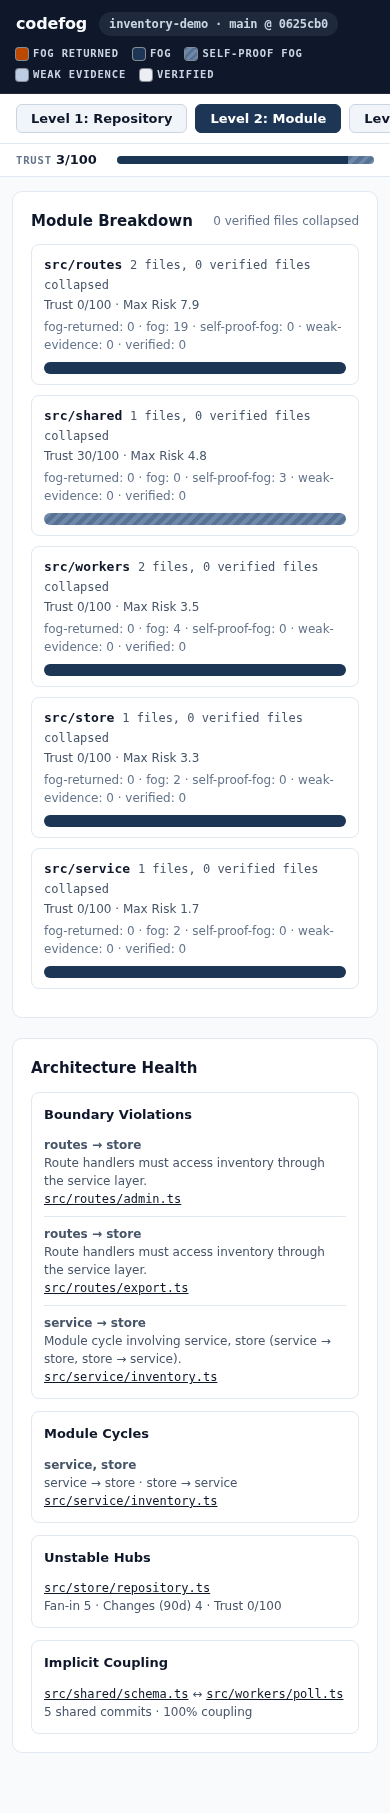 codefog inventory-demo · main @ 0625cb0
FOG RETURNED FOG SELF-PROOF FOG
WEAK EVIDENCE VERIFIED
Level 1: Repository Level 2: Module Lev
TRUST 3/100
Module Breakdown 0 verified files collapsed
src/routes 2 files, 0 verified files
collapsed
Trust 0/100 · Max Risk 7.9
fog-returned: 0 · fog: 19 · self-proof-fog: 0 · weak-
evidence: 0 · verified: 0
src/shared 1 files, 0 verified files
collapsed
Trust 30/100 · Max Risk 4.8
fog-returned: 0 · fog: 0 · self-proof-fog: 3 · weak-
evidence: 0 · verified: 0
src/workers 2 files, 0 verified files
collapsed
Trust 0/100 · Max Risk 3.5
fog-returned: 0 · fog: 4 · self-proof-fog: 0 · weak-
evidence: 0 · verified: 0
src/store 1 files, 0 verified files
collapsed
Trust 0/100 · Max Risk 3.3
fog-returned: 0 · fog: 2 · self-proof-fog: 0 · weak-
evidence: 0 · verified: 0
src/service 1 files, 0 verified files
collapsed
Trust 0/100 · Max Risk 1.7
fog-returned: 0 · fog: 2 · self-proof-fog: 0 · weak-
evidence: 0 · verified: 0
Architecture Health
Boundary Violations
routes → store
Route handlers must access inventory through
the service layer.
src/routes/admin.ts
routes → store
Route handlers must access inventory through
the service layer.
src/routes/export.ts
service → store
Module cycle involving service, store (service →
store, store → service).
src/service/inventory.ts
Module Cycles
service, store
service → store · store → service
src/service/inventory.ts
Unstable Hubs
src/store/repository.ts
Fan-in 5 · Changes (90d) 4 · Trust 0/100
Implicit Coupling
src/shared/schema.ts ↔ src/workers/poll.ts
5 shared commits · 100% coupling